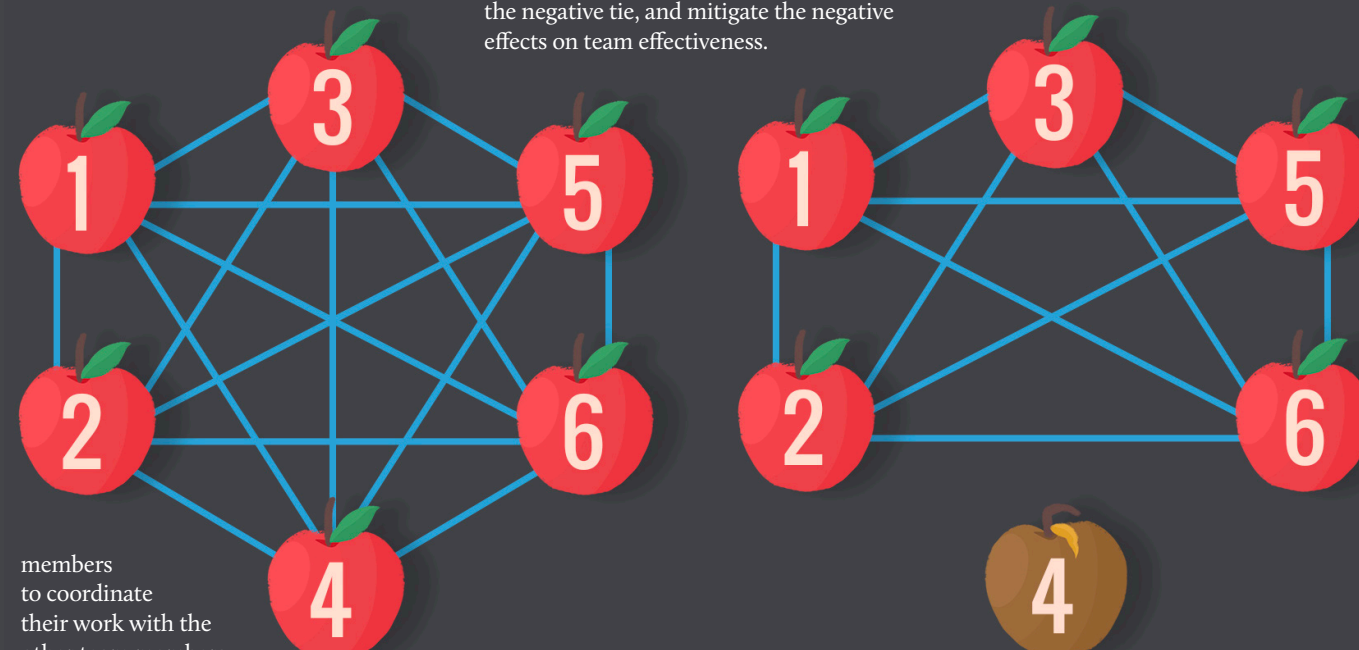 the negative tie, and mitigate the negative
effects on team effectiveness.
3
3
1
5
1
5
2
6
2
6
members
to coordinate
their work with the
4
4